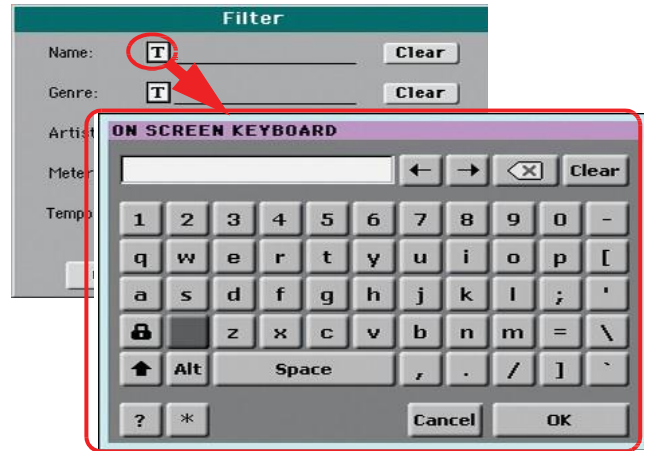 Filter
Name: T Clear
Genre: T Clear
Artist
Meter
Tempo
ON SCREEN KEYBOARD
← → Clear
1 2 3 4 5 6 7 8 9 0 -
q w e r t y u i o p [
a s d f g h j k l ; '
z x c v b n m = \
Alt Space , . / ] `
? * Cancel OK